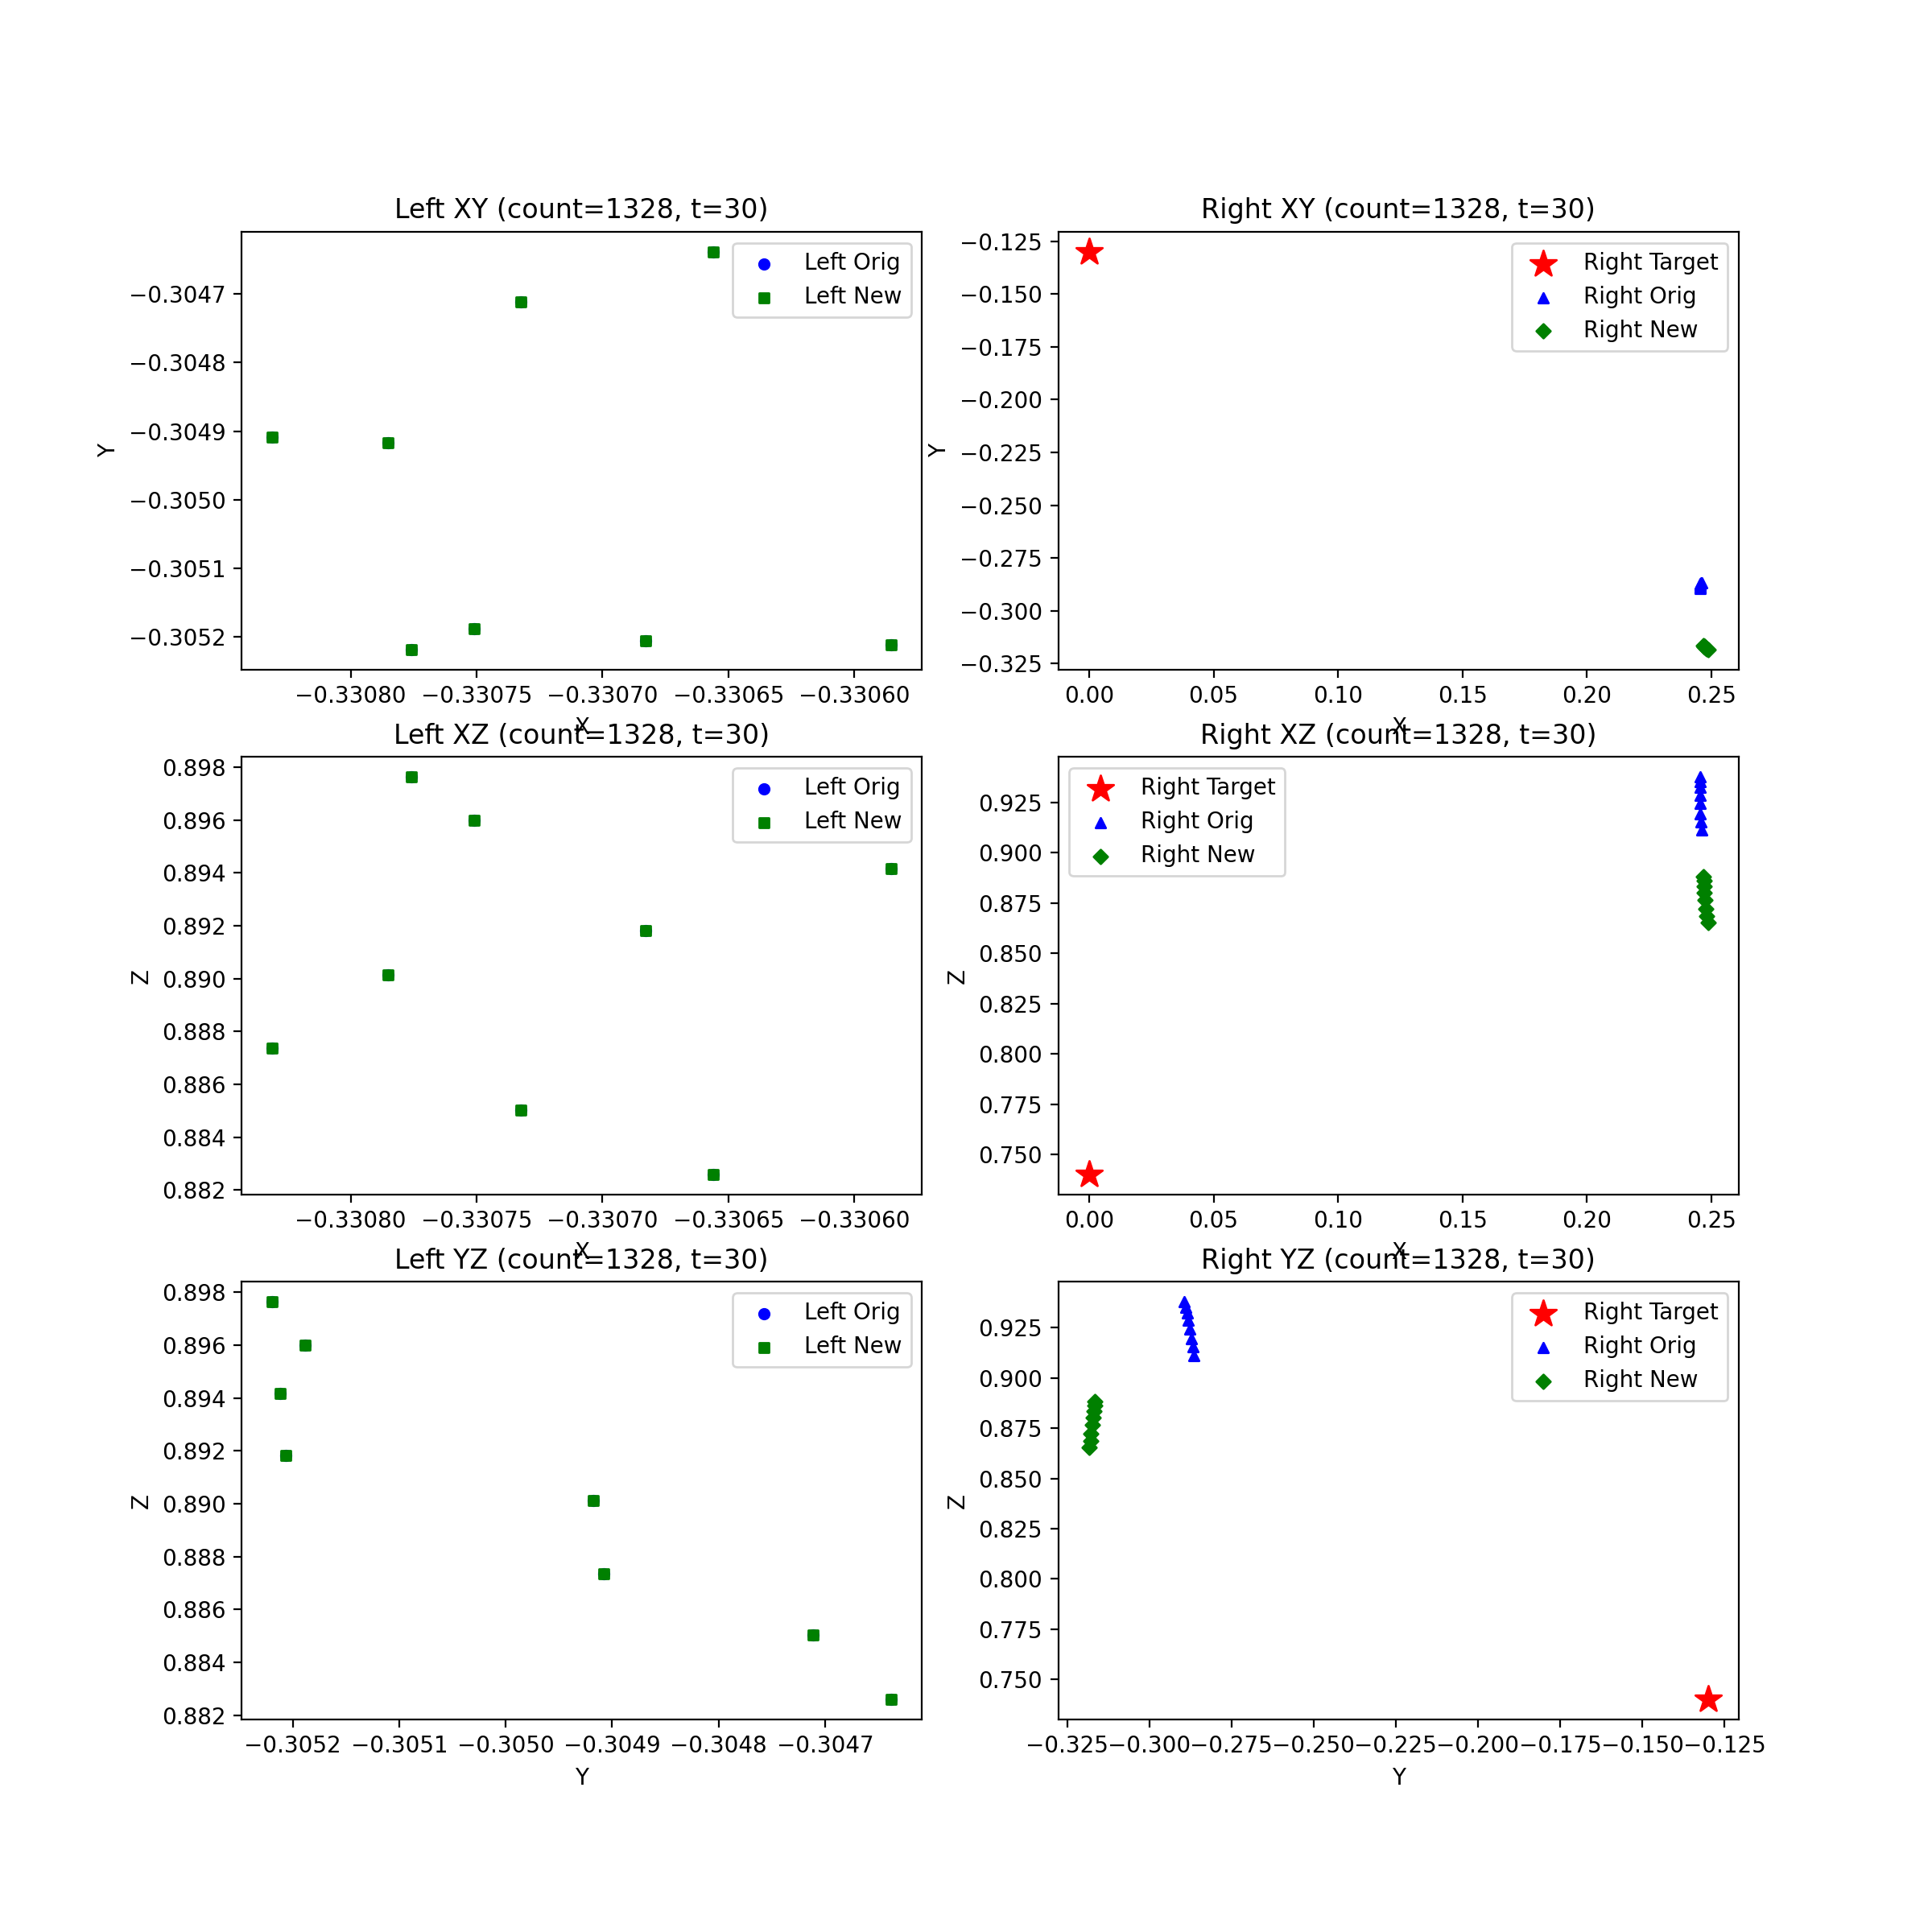 Left XY (count=1328, t=30)
Left Orig
Left New
−0.3047
−0.3048
−0.3049
−0.3050
−0.3051
−0.3052
Y
−0.33080 −0.33075 −0.33070 −0.33065 −0.33060
X
Right XY (count=1328, t=30)
Right Target
Right Orig
Right New
−0.125
−0.150
−0.175
−0.200
−0.225
−0.250
−0.275
−0.300
−0.325
Y
0.00 0.05 0.10 0.15 0.20 0.25
X
Left XZ (count=1328, t=30)
Left Orig
Left New
0.898
0.896
0.894
0.892
0.890
0.888
0.886
0.884
0.882
Z
−0.33080 −0.33075 −0.33070 −0.33065 −0.33060
X
Right XZ (count=1328, t=30)
Right Target
Right Orig
Right New
0.925
0.900
0.875
0.850
0.825
0.800
0.775
0.750
Z
0.00 0.05 0.10 0.15 0.20 0.25
X
Left YZ (count=1328, t=30)
Left Orig
Left New
0.898
0.896
0.894
0.892
0.890
0.888
0.886
0.884
0.882
Z
−0.3052 −0.3051 −0.3050 −0.3049 −0.3048 −0.3047
Y
Right YZ (count=1328, t=30)
Right Target
Right Orig
Right New
0.925
0.900
0.875
0.850
0.825
0.800
0.775
0.750
Z
−0.325 −0.300 −0.275 −0.250 −0.225 −0.200 −0.175 −0.150 −0.125
Y